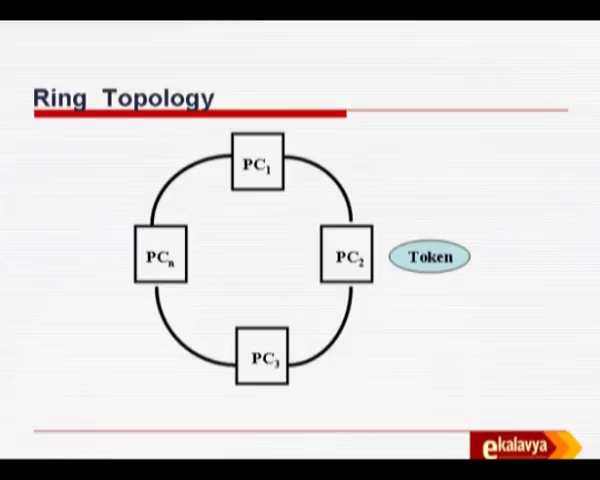 Ring Topology
PC1
PCn
PC2
Token
PC3
ekalavya